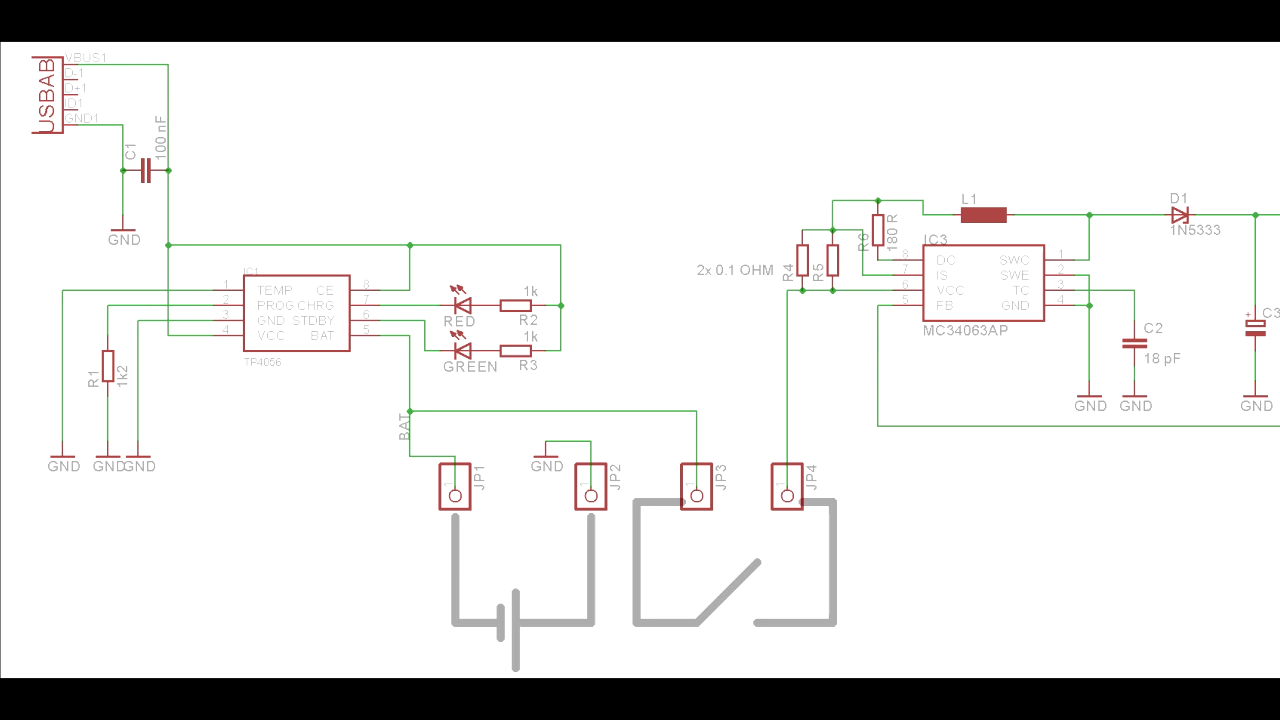 USBAB
VBUS1
D-1
D+1
ID1
GND1
C1
100 nF
GND
IC1
1
2
3
4
TEMP
PROG
GND
VCC
CE
CHRG
STDBY
BAT
8
7
6
5
TP4056
R1
1k2
GND
GND
GND
RED
1k
R2
GREEN
1k
R3
BAT
GND
1
JP1
1
JP2
1
JP3
1
JP4
2x 0.1 OHM
R4
R5
R6
180 R
L1
D1
1N5333
IC3
8
7
6
5
DC
IS
VCC
FB
SWC
SWE
TC
GND
1
2
3
4
MC34063AP
C2
18 pF
+
C3
GND
GND
GND